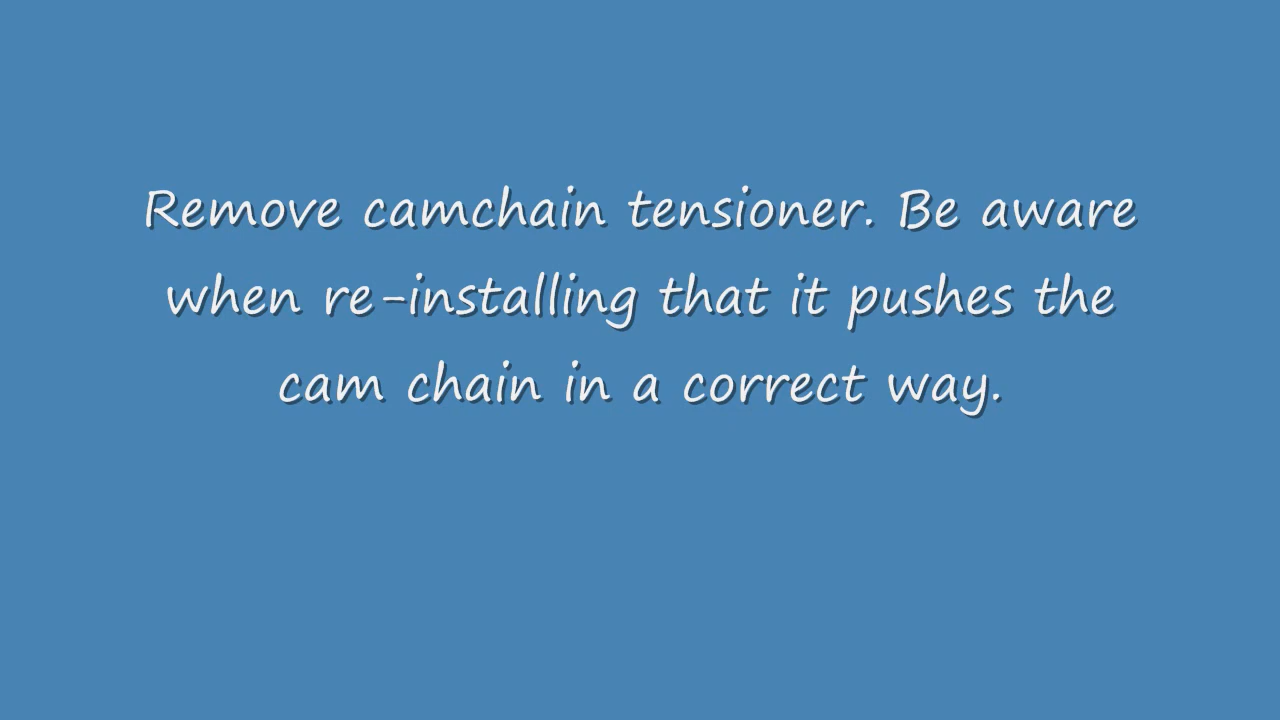 Remove camchain tensioner. Be aware
when re-installing that it pushes the
cam chain in a correct way.